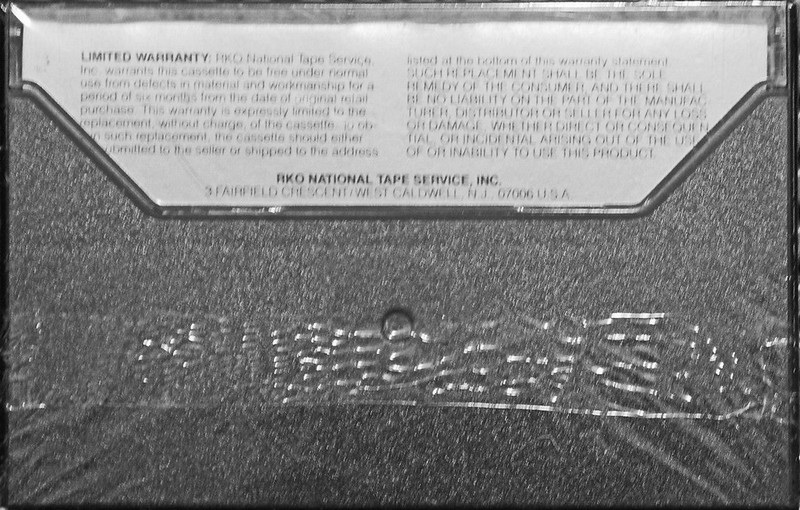 LIMITED WARRANTY: RKO National Tape Service,
Inc. warrants this cassette to be free under normal
use from defects in material and workmanship for a
period of six months from the date of original retail
purchase. This warranty is expressly limited to the
replacement, without charge, of the cassette. To ob-
in such replacement, the cassette should either
ubmitted to the seller or shipped to the address
listed at the bottom of this warranty statement.
SUCH REPLACEMENT SHALL BE THE SOLE
REMEDY OF THE CONSUMER, AND THERE SHALL
BE NO LIABILITY ON THE PART OF THE MANUFAC
TURER, DISTRIBUTOR OR SELLER FOR ANY LOSS
OR DAMAGE, WHETHER DIRECT OR CONSEQUEN
TIAL, OR INCIDENTAL ARISING OUT OF THE USE
OF OR INABILITY TO USE THIS PRODUCT.
RKO NATIONAL TAPE SERVICE, INC.
3 FAIRFIELD CRESCENT/WEST CALDWELL, N.J., 07006 U.S.A.